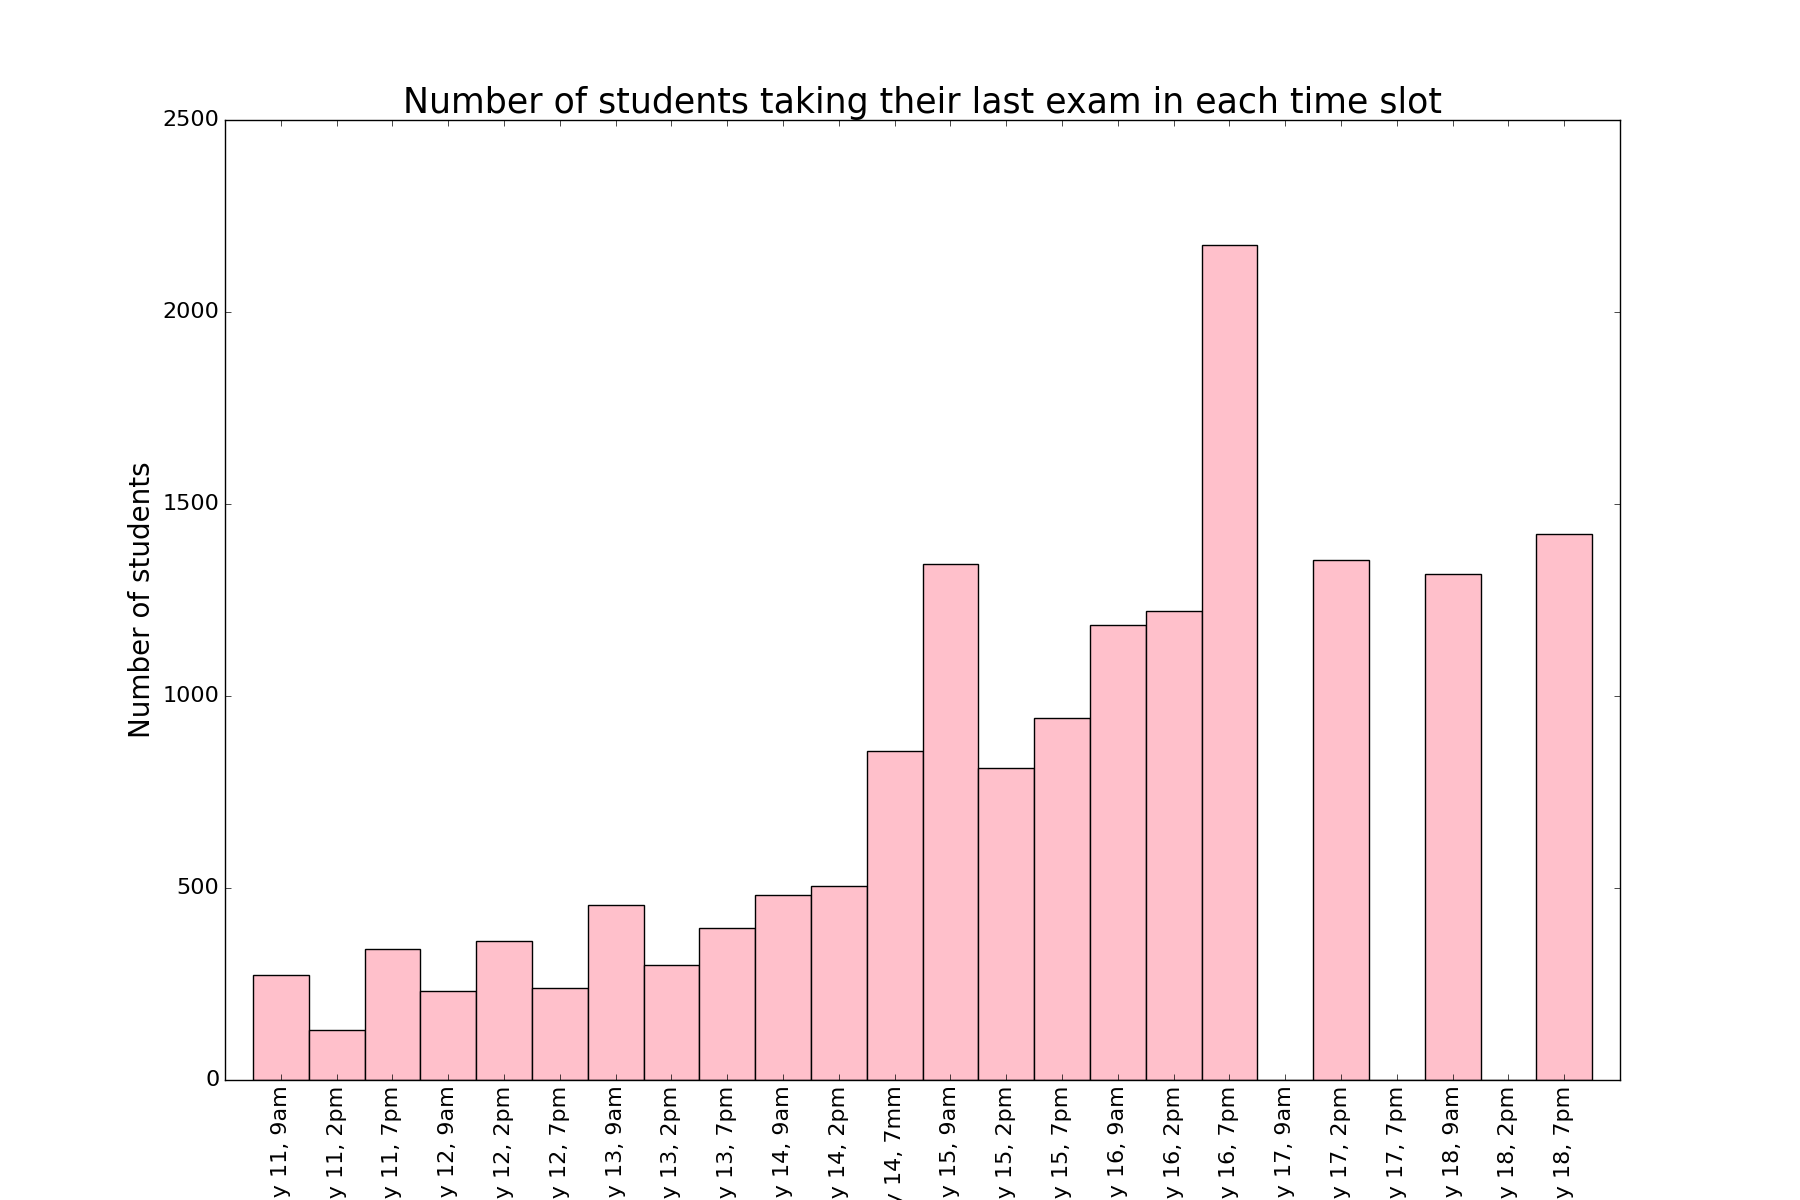 Number of students taking their last exam in each time slot
2500
2000
1500
1000
500
0
Number of students
y 11, 9am
y 11, 2pm
y 11, 7pm
y 12, 9am
y 12, 2pm
y 12, 7pm
y 13, 9am
y 13, 2pm
y 13, 7pm
y 14, 9am
y 14, 2pm
y 14, 7mm
y 15, 9am
y 15, 2pm
y 15, 7pm
y 16, 9am
y 16, 2pm
y 16, 7pm
y 17, 9am
y 17, 2pm
y 17, 7pm
y 18, 9am
y 18, 2pm
y 18, 7pm